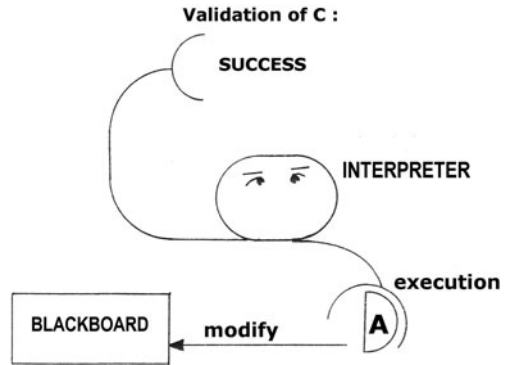 Validation of C :
SUCCESS
INTERPRETER
execution
A
BLACKBOARD
modify